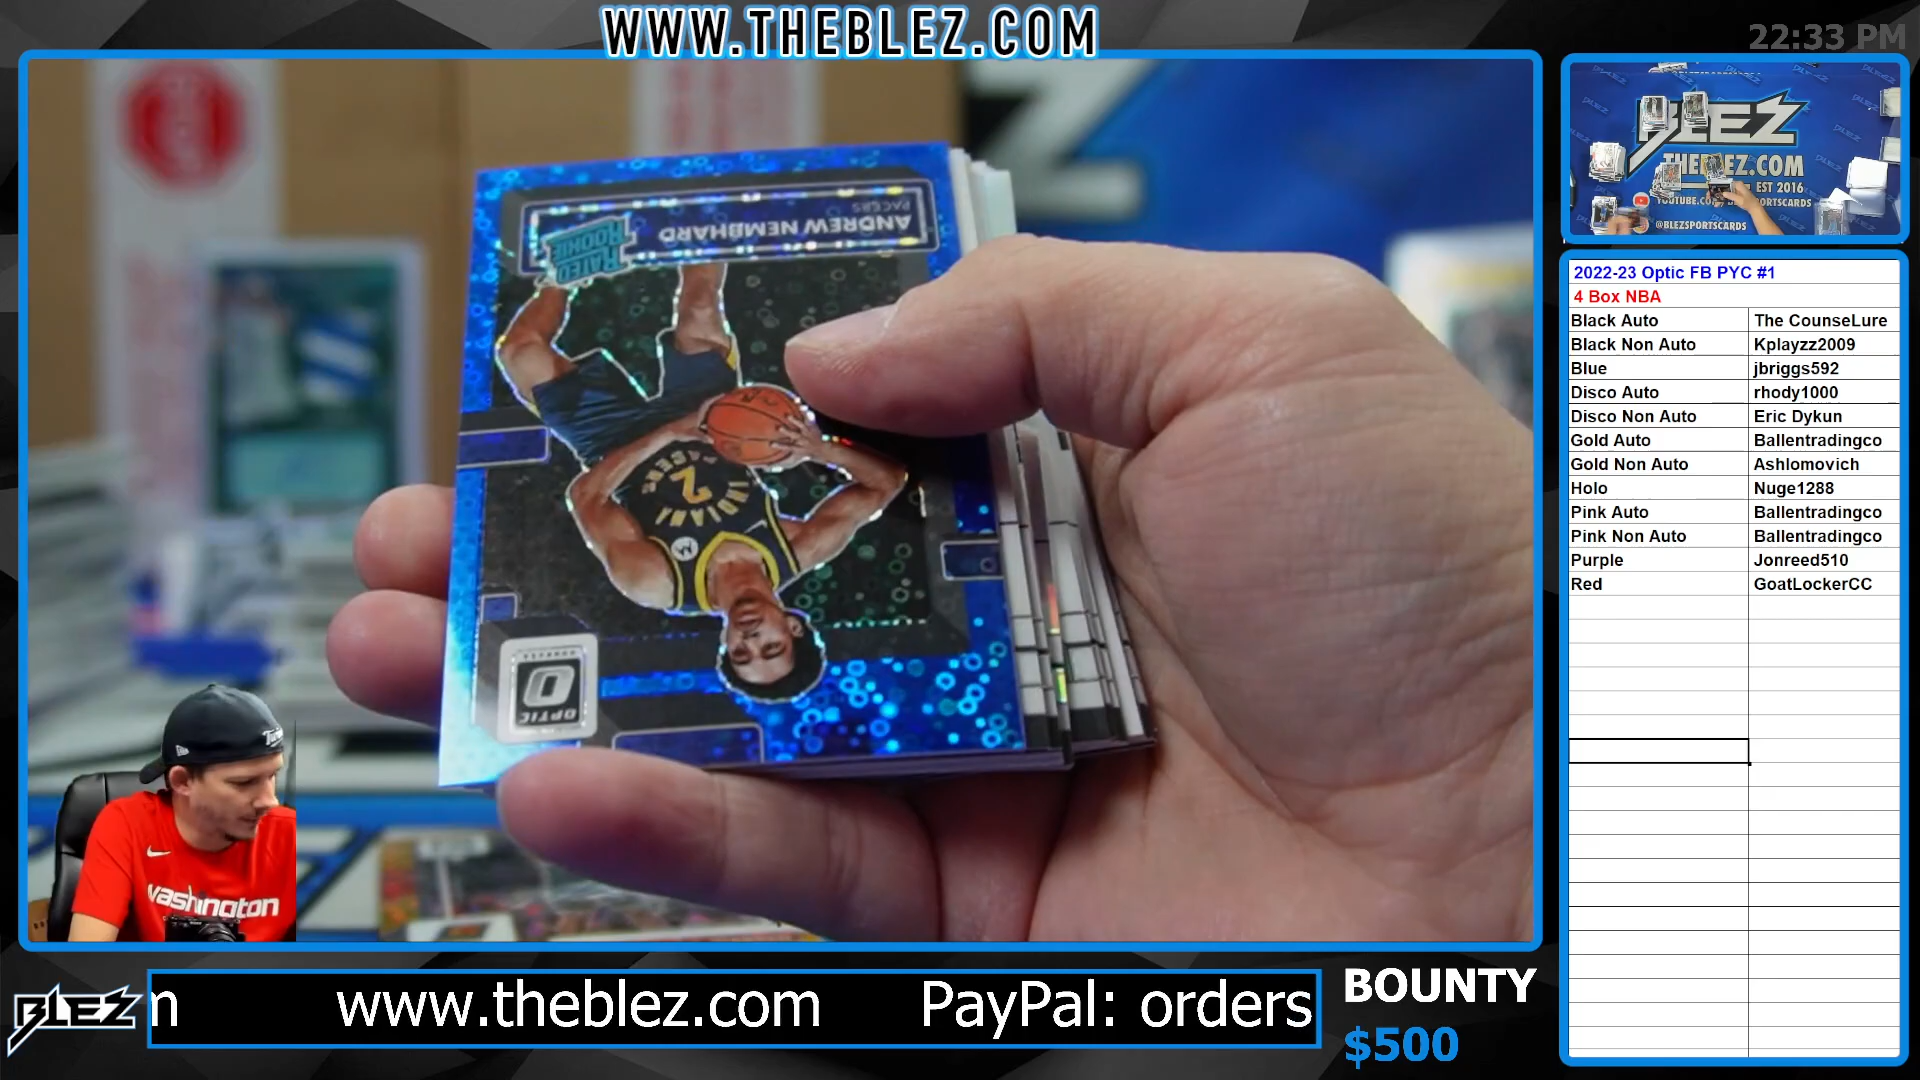 WWW.THEBLEZ.COM
22:33 PM
BLEZ
THEBLEZ.COM
EST 2016
@BLEZSPORTSCARDS
ANDREW NEMBHARD
PACERS
RATED
ROOKIE
INDIANA
2
PACERS
OPTIC
washington
2022-23 Optic FB PYC #1
4 Box NBA
Black Auto The CounseLure
Black Non Auto Kplayzz2009
Blue jbriggs592
Disco Auto rhody1000
Disco Non Auto Eric Dykun
Gold Auto Ballentradingco
Gold Non Auto Ashlomovich
Holo Nuge1288
Pink Auto Ballentradingco
Pink Non Auto Ballentradingco
Purple Jonreed510
Red GoatLockerCC
BLEZ
m www.theblez.com PayPal: orders
BOUNTY
$500